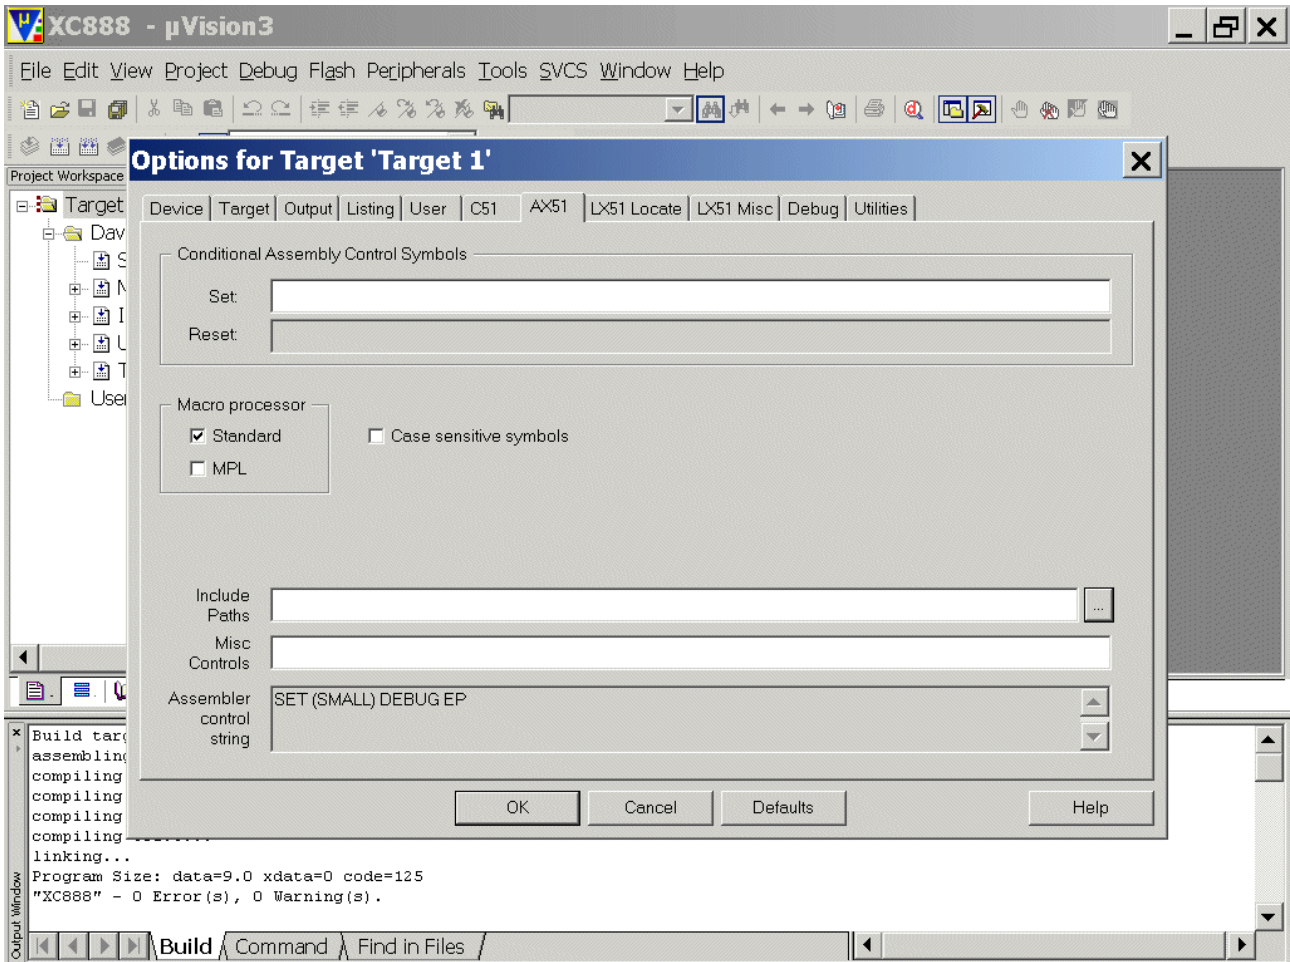 XC888 - µVision3
File Edit View Project Debug Flash Peripherals Tools SVCS Window Help
Options for Target 'Target 1'
Project Workspace
Device Target Output Listing User C51 AX51 LX51 Locate LX51 Misc Debug Utilities
Target
Dav
S
N
I
U
T
User
Conditional Assembly Control Symbols
Set:
Reset:
Macro processor
Standard
Case sensitive symbols
MPL
Include
Paths
...
Misc
Controls
Assembler
control
string
SET (SMALL) DEBUG EP
OK Cancel Defaults Help
Build targ
assembling
compiling
compiling
compiling
compiling
linking...
Program Size: data=9.0 xdata=0 code=125
"XC888" - 0 Error(s), 0 Warning(s).
Output Window
Build Command Find in Files